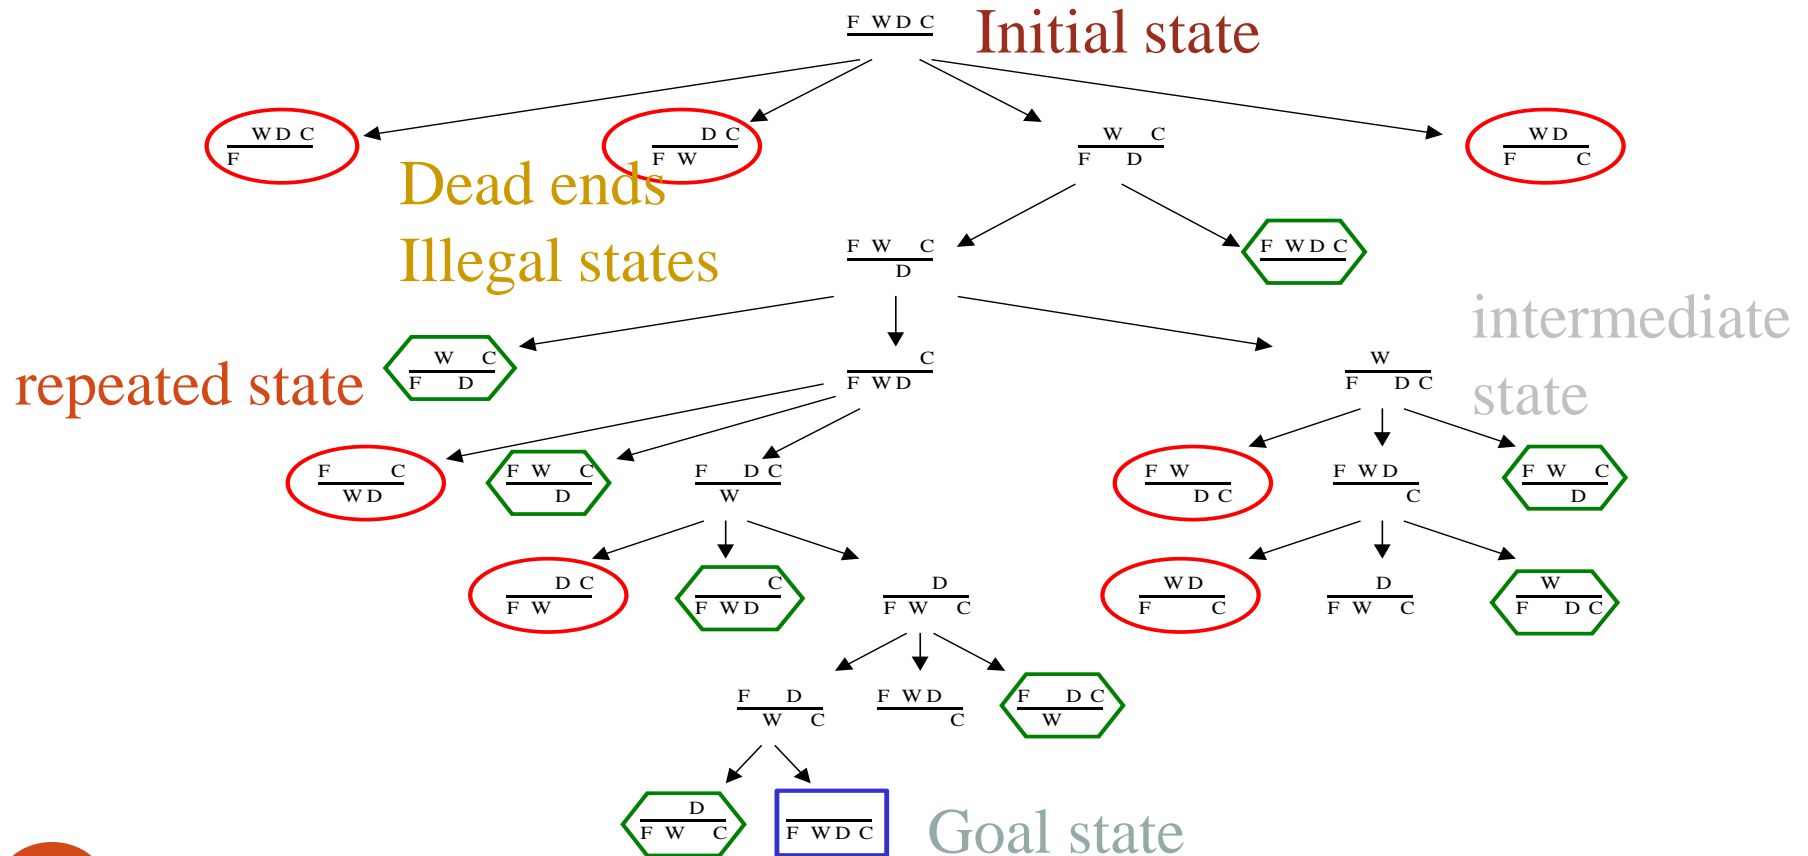 F WD C
Initial state
WD C
F
D C
F W
W C
F D
WD
F C
Dead ends
Illegal states
F W C
D
F WD C
intermediate
state
repeated state
W C
F D
C
F WD
W
F D C
F C
WD
F W C
D
F D C
W
F W
D C
F WD
C
F W C
D
D C
F W
C
F WD
D
F W C
WD
F C
D
F W C
W
F D C
F D
W C
F WD
C
F D C
W
D
F W C
F WD C
Goal state